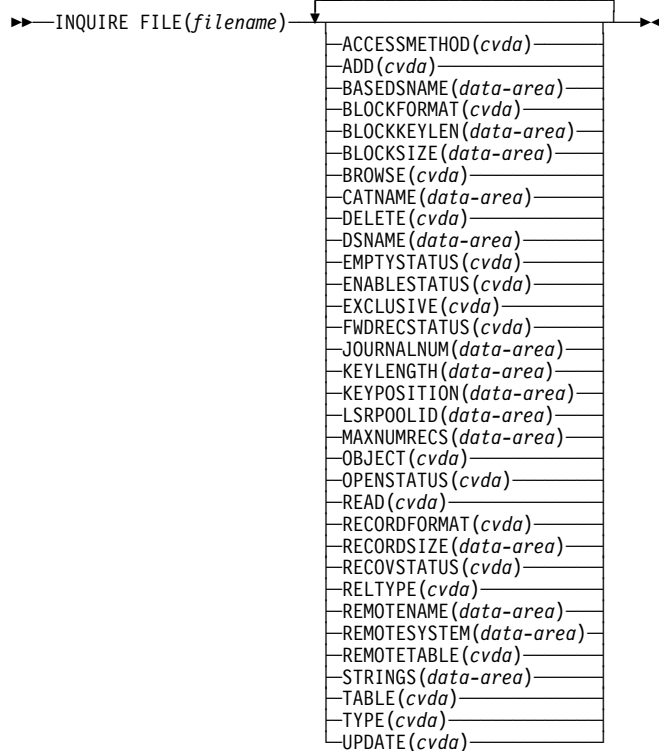 INQUIRE FILE(filename)
ACCESSMETHOD(cvda)
ADD(cvda)
BASEDSNAME(data-area)
BLOCKFORMAT(cvda)
BLOCKKEYLEN(data-area)
BLOCKSIZE(data-area)
BROWSE(cvda)
CATNAME(data-area)
DELETE(cvda)
DSNAME(data-area)
EMPTYSTATUS(cvda)
ENABLESTATUS(cvda)
EXCLUSIVE(cvda)
FWDRECSTATUS(cvda)
JOURNALNUM(data-area)
KEYLENGTH(data-area)
KEYPOSITION(data-area)
LSRPOOLID(data-area)
MAXNUMRECS(data-area)
OBJECT(cvda)
OPENSTATUS(cvda)
READ(cvda)
RECORDFORMAT(cvda)
RECORDSIZE(data-area)
RECOVSTATUS(cvda)
RELTYPE(cvda)
REMOTENAME(data-area)
REMOTESYSTEM(data-area)
REMOTETABLE(cvda)
STRINGS(data-area)
TABLE(cvda)
TYPE(cvda)
UPDATE(cvda)